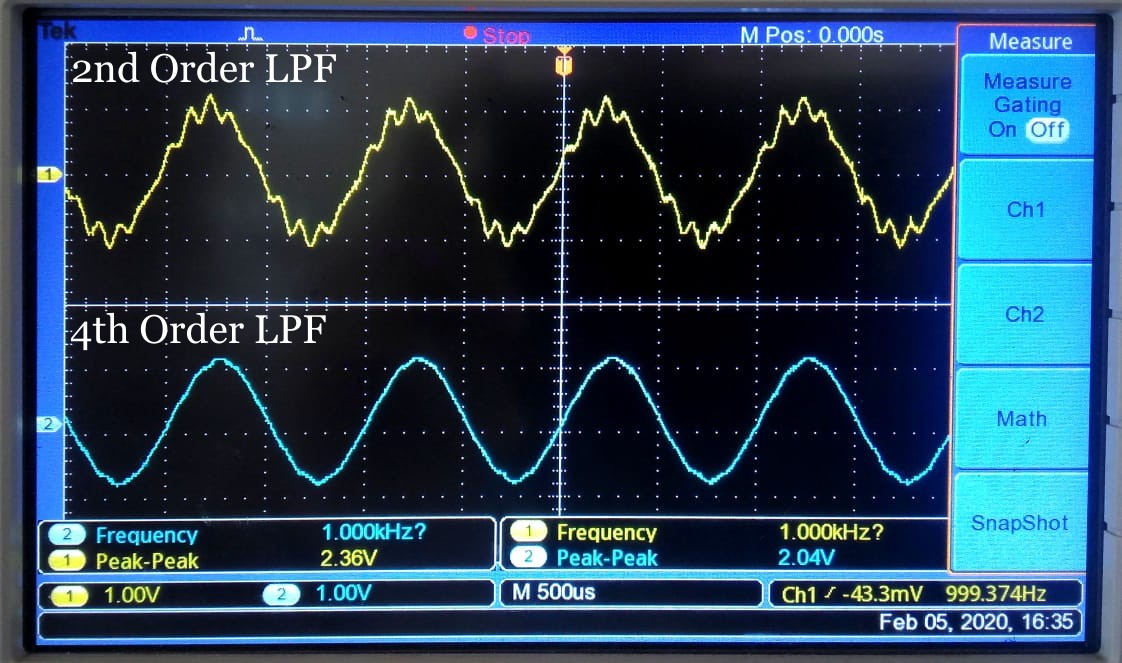 Tek
Stop
M Pos: 0.000s
2nd Order LPF
T
1
4th Order LPF
2
Measure
Measure
Gating
On Off
Ch1
Ch2
Math
SnapShot
2 Frequency 1.000kHz?
1 Peak-Peak 2.36V
1 Frequency 1.000kHz?
2 Peak-Peak 2.04V
1 1.00V 2 1.00V
M 500us
Ch1 -43.3mV 999.374Hz
Feb 05, 2020, 16:35